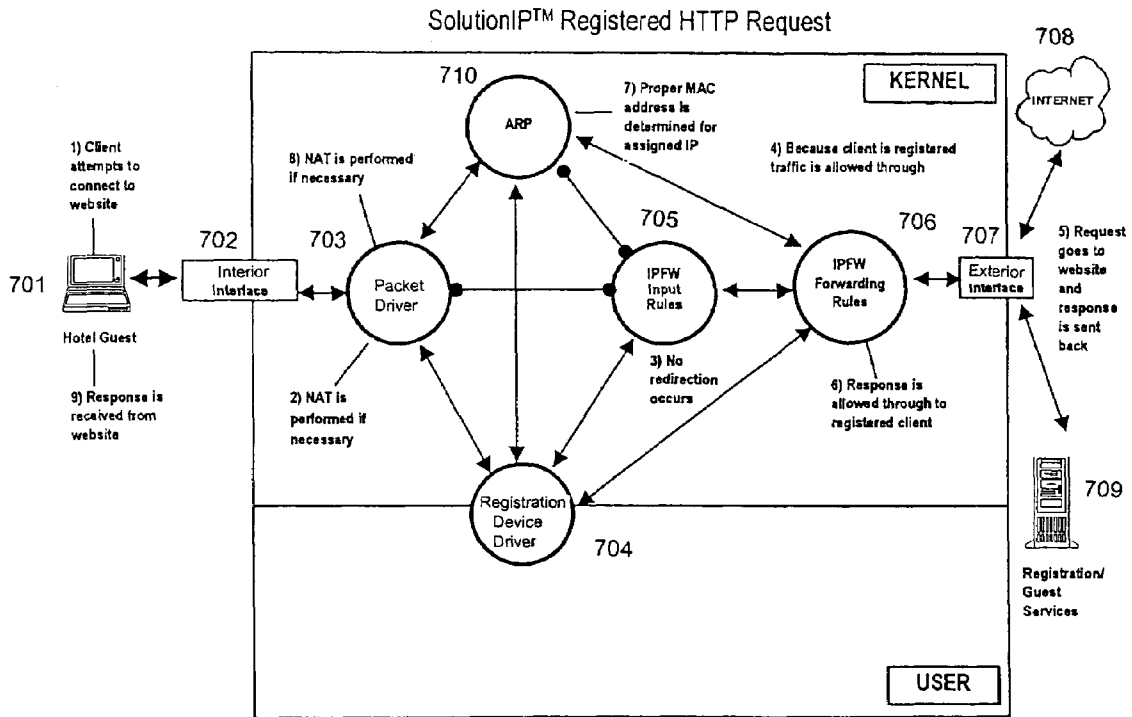 SolutionIP™ Registered HTTP Request
708
710
KERNEL
INTERNET
ARP
7) Proper MAC
address is
determined for
assigned IP
1) Client
attempts to
connect to
website
8) NAT is performed
if necessary
4) Because client is registered
traffic is allowed
through
702
703
705
706
707
5) Request
goes to
website
and
response
is sent
back
701
Interior
Interface
Packet
Driver
IPFW
Input
Rules
IPFW
Forwarding
Rules
Exterior
Interface
Hotel Guest
9) Response is
received from
website
2) NAT is
performed if
necessary
3) No
redirection
occurs
6) Response is
allowed through to
registered client
Registration
Device
Driver
704
709
Registration/
Guest
Services
USER